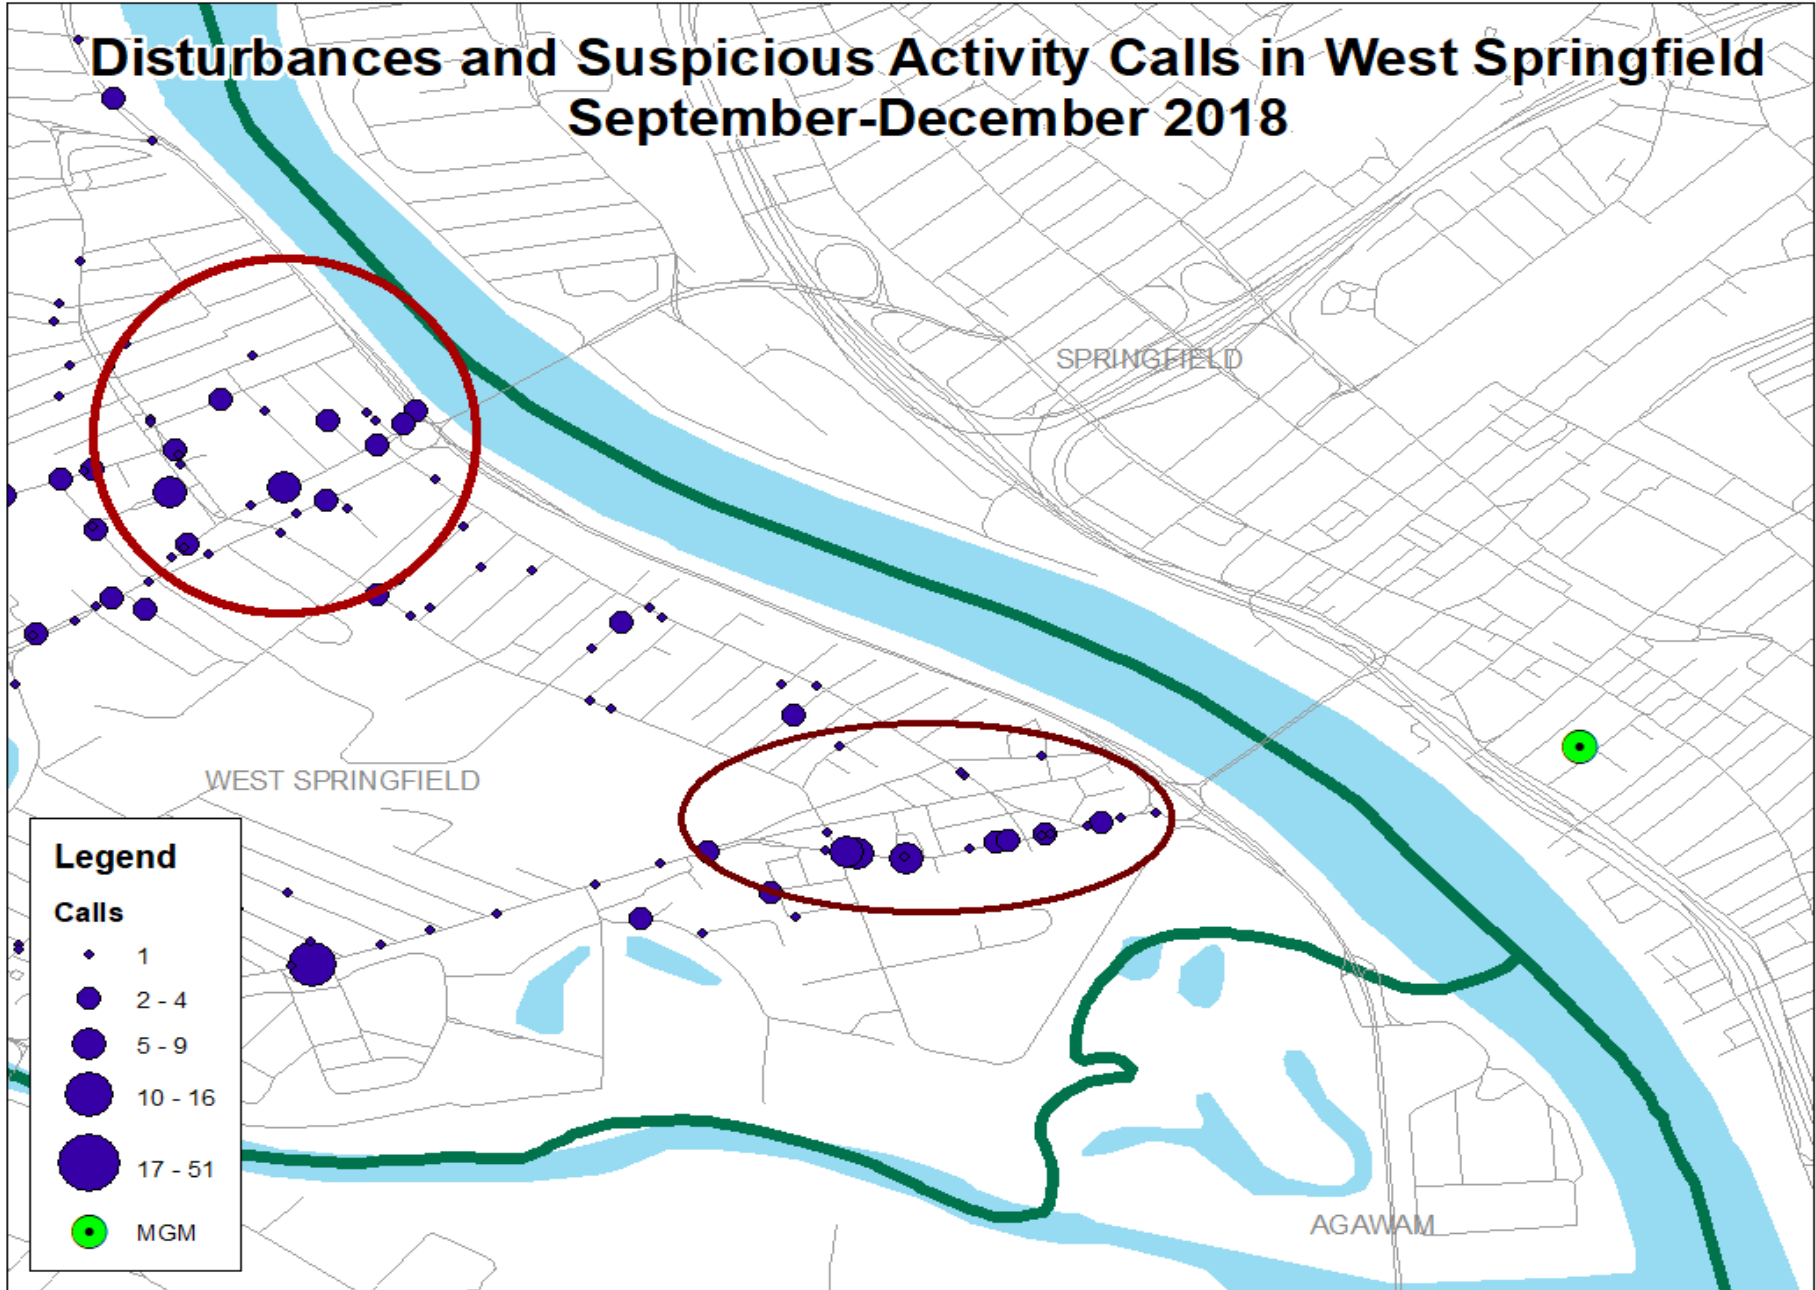 Disturbances and Suspicious Activity Calls in West Springfield
September-December 2018
SPRINGFIELD
WEST SPRINGFIELD
Legend
Calls
1
2 - 4
5 - 9
10 - 16
17 - 51
MGM
AGAWAM